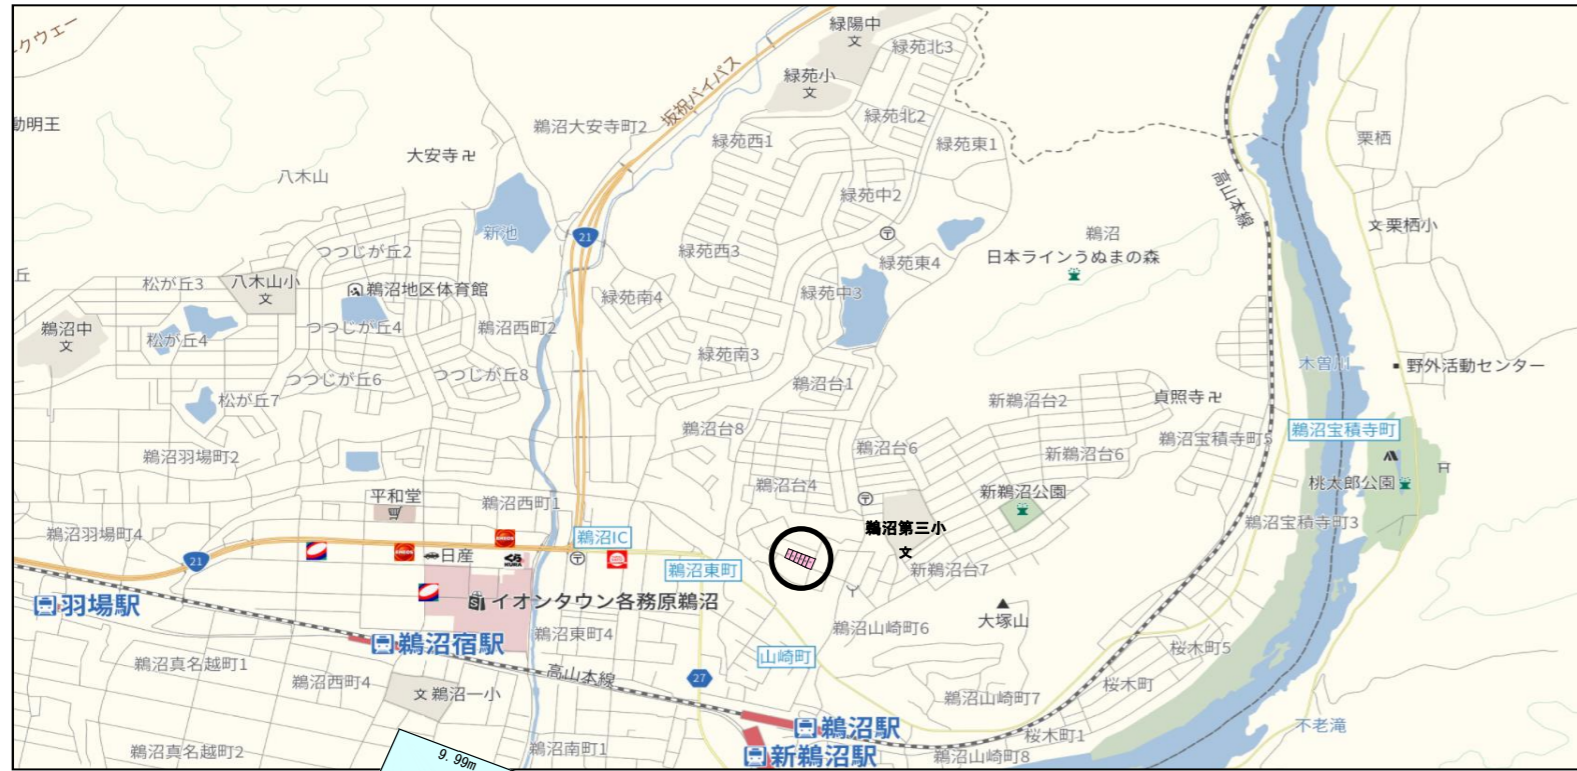 ークウェー
緑陽中
文
緑苑北3
緑苑小
文
坂祝バイパス
動明王
鵜沼大安寺町2
緑苑北2
栗栖
大安寺卍
緑苑西1
緑苑東1
八木山
高山本線
緑苑中2
文栗栖小
新池
21
〒
鵜沼
つつじが丘2
緑苑西3
日本ラインうぬまの森
緑苑東4
丘
松が丘3
八木山小
文
鵜沼地区体育館
緑苑南4
緑苑中3
鵜沼中
文
松が丘4
つつじが丘4
鵜沼西町2
緑苑南3
木曽川
野外活動センター
つつじが丘6
つつじが丘8
鵜沼台1
松が丘7
新鵜沼台2
貞照寺卍
鵜沼台8
鵜沼宝積寺町
鵜沼台6
鵜沼宝積寺町5
鵜沼羽場町2
新鵜沼台6
鵜沼台4
桃太郎公園
平和堂
鵜沼西町1
〒
新鵜沼公園
鵜沼羽場町4
鵜沼第三小
文
鵜沼宝積寺町3
鵜沼IC
21
日産
くら
KURA
〒
鵜沼東町
新鵜沼台7
羽場駅
イオンタウン各務原鵜沼
大塚山
鵜沼宿駅
鵜沼東町4
鵜沼山崎町6
桜木町5
鵜沼真名越町1
山崎町
高山本線
鵜沼西町4
27
桜木町
文 鵜沼一小
鵜沼山崎町7
鵜沼駅
不老滝
鵜沼真名越町2
9.99m
鵜沼南町1
新鵜沼駅
桜木町1
鵜沼山崎町8